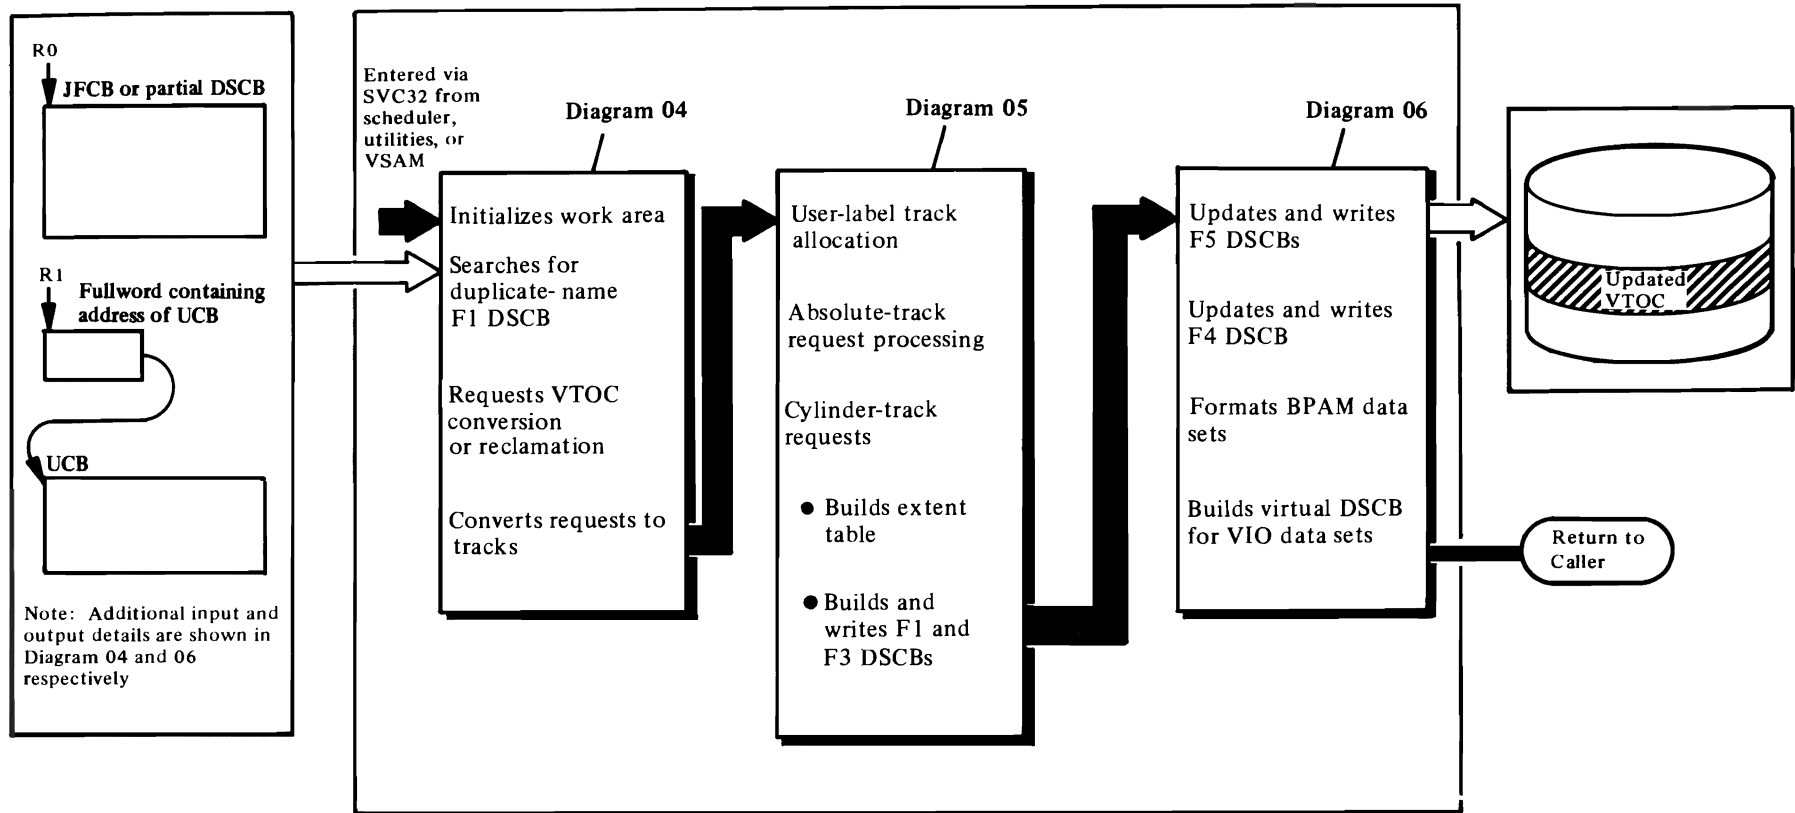 R0
JFCB or partial DSCB
R1
Fullword containing
address of UCB
UCB
Note: Additional input and
output details are shown in
Diagram 04 and 06
respectively
Entered via
SVC32 from
scheduler,
utilities, or
VSAM
Diagram 04
Initializes work area
Searches for
duplicate- name
F1 DSCB
Requests VTOC
conversion
or reclamation
Converts requests to
tracks
Diagram 05
User-label track
allocation
Absolute-track
request processing
Cylinder-track
requests
● Builds extent
table
● Builds and
writes F1 and
F3 DSCBs
Diagram 06
Updates and writes
F5 DSCBs
Updates and writes
F4 DSCB
Formats BPAM data
sets
Builds virtual DSCB
for VIO data sets
Updated
VTOC
Return to
Caller